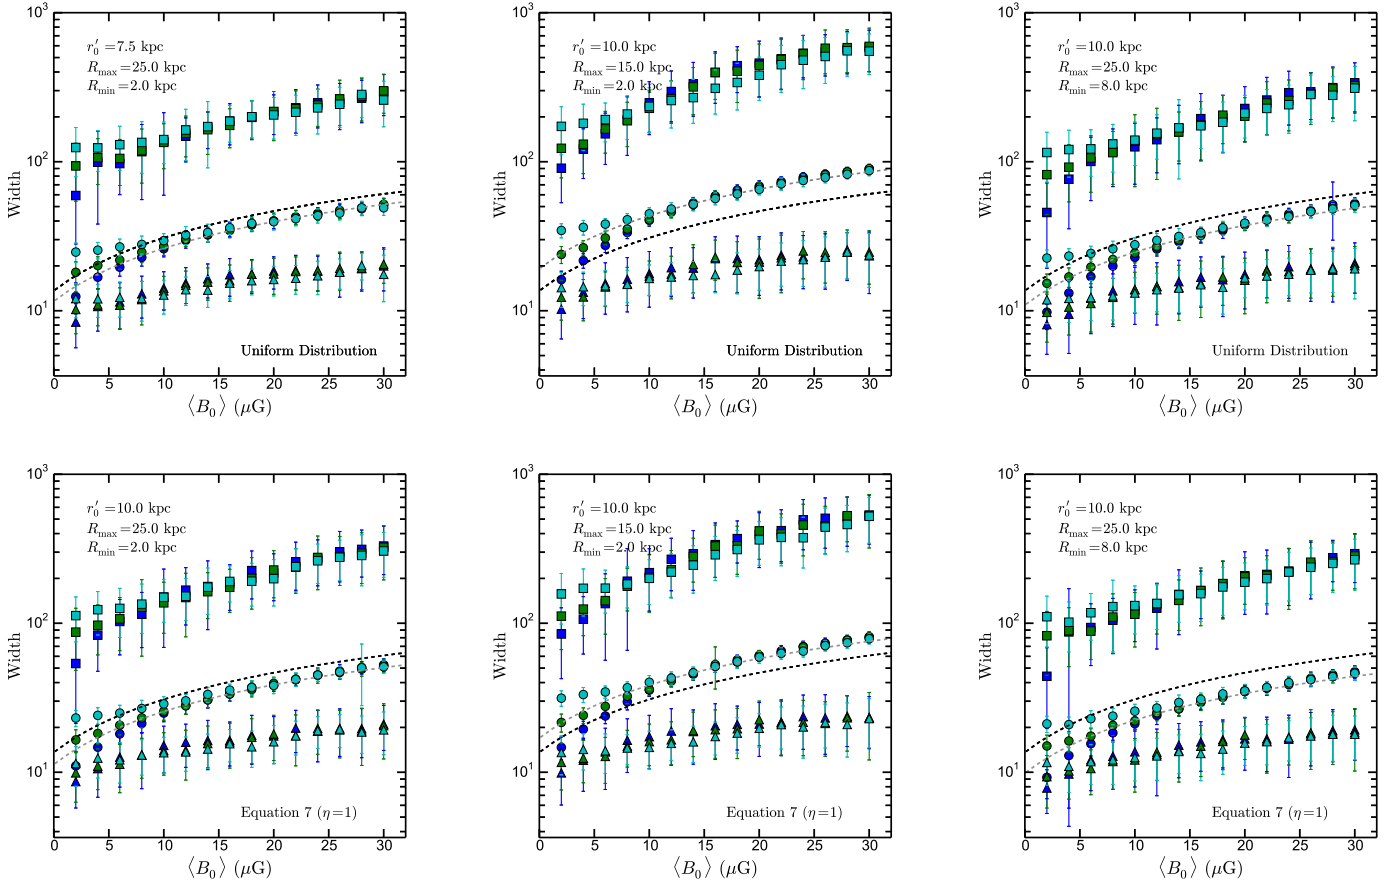 r′₀ =7.5 kpc
R_max=25.0 kpc
R_min=2.0 kpc
Uniform Distribution
Width
10³
10²
10¹
0 5 10 15 20 25 30
⟨B₀⟩ (μG)
r′₀ =10.0 kpc
R_max=15.0 kpc
R_min=2.0 kpc
Uniform Distribution
Width
10³
10²
10¹
0 5 10 15 20 25 30
⟨B₀⟩ (μG)
r′₀ =10.0 kpc
R_max=25.0 kpc
R_min=8.0 kpc
Uniform Distribution
Width
10³
10²
10¹
0 5 10 15 20 25 30
⟨B₀⟩ (μG)
r′₀ =10.0 kpc
R_max=25.0 kpc
R_min=2.0 kpc
Equation 7 (η=1)
Width
10³
10²
10¹
0 5 10 15 20 25 30
⟨B₀⟩ (μG)
r′₀ =10.0 kpc
R_max=15.0 kpc
R_min=2.0 kpc
Equation 7 (η=1)
Width
10³
10²
10¹
0 5 10 15 20 25 30
⟨B₀⟩ (μG)
r′₀ =10.0 kpc
R_max=25.0 kpc
R_min=8.0 kpc
Equation 7 (η=1)
Width
10³
10²
10¹
0 5 10 15 20 25 30
⟨B₀⟩ (μG)